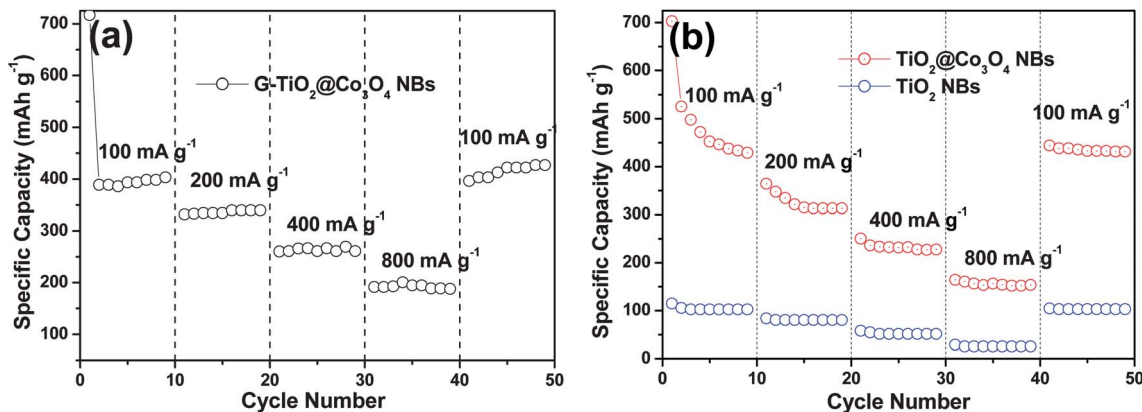 (a)
G-TiO₂@Co₃O₄ NBs
100 mA g⁻¹
200 mA g⁻¹
400 mA g⁻¹
800 mA g⁻¹
100 mA g⁻¹
700
600
500
400
300
200
100
0 10 20 30 40 50
Specific Capacity (mAh g⁻¹)
Cycle Number
(b)
TiO₂@Co₃O₄ NBs
TiO₂ NBs
100 mA g⁻¹
200 mA g⁻¹
400 mA g⁻¹
800 mA g⁻¹
100 mA g⁻¹
700
600
500
400
300
200
100
0
0 10 20 30 40 50
Specific Capacity (mAh g⁻¹)
Cycle Number